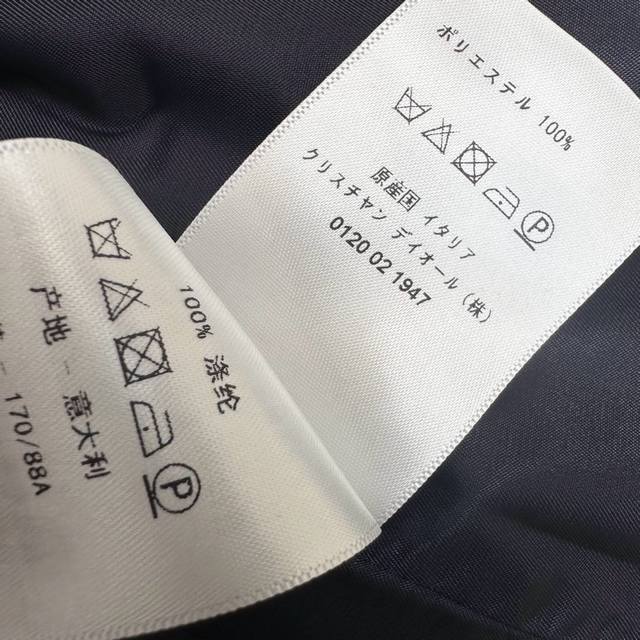 ポリエステル 100%
原産国 イタリア
クリスチャン ディオール (株)
0120 02 1947
100% 涤纶
产地 - 意大利
170/88A